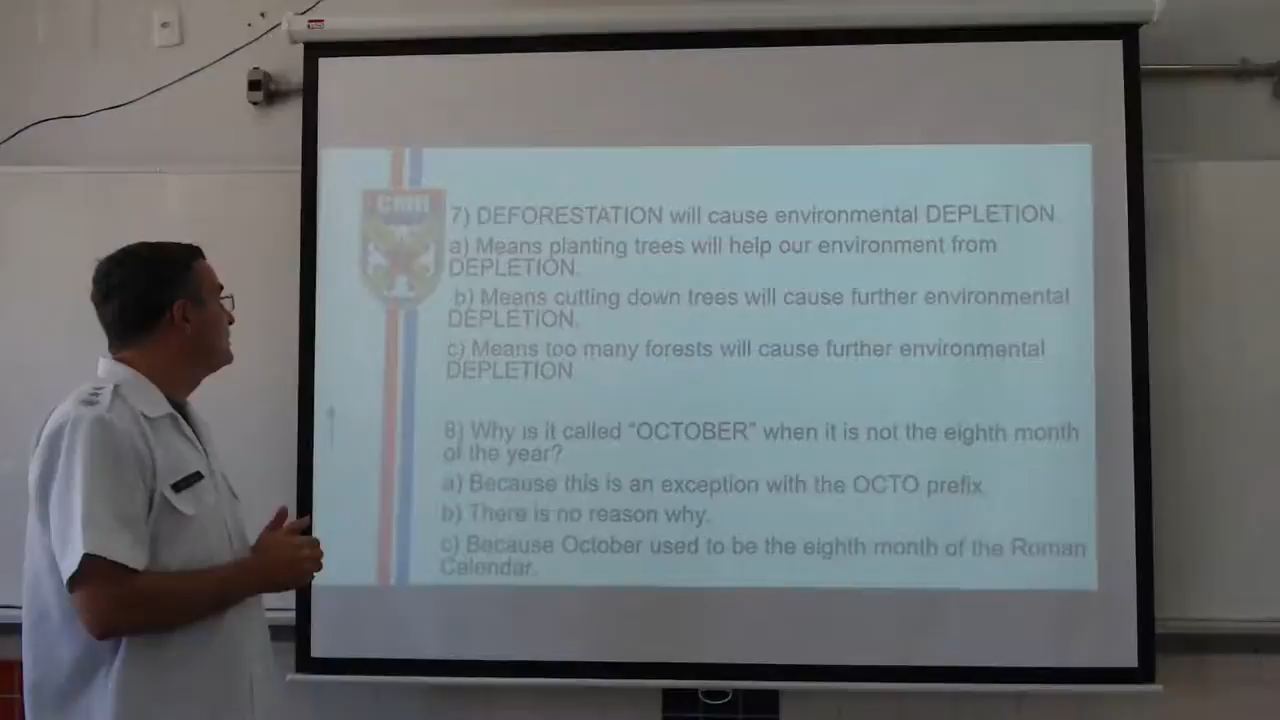 CMR
7) DEFORESTATION will cause environmental DEPLETION
a) Means planting trees will help our environment from
DEPLETION.
b) Means cutting down trees will cause further environmental
DEPLETION.
c) Means too many forests will cause further environmental
DEPLETION
8) Why is it called “OCTOBER” when it is not the eighth month
of the year?
a) Because this is an exception with the OCTO prefix.
b) There is no reason why.
c) Because October used to be the eighth month of the Roman
Calendar.